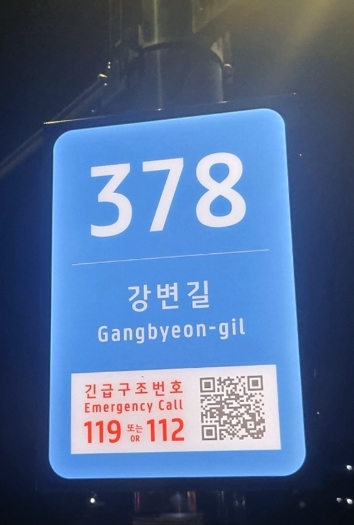 378
강변길
Gangbyeon-gil
긴급구조번호
Emergency Call
119 또는 OR 112